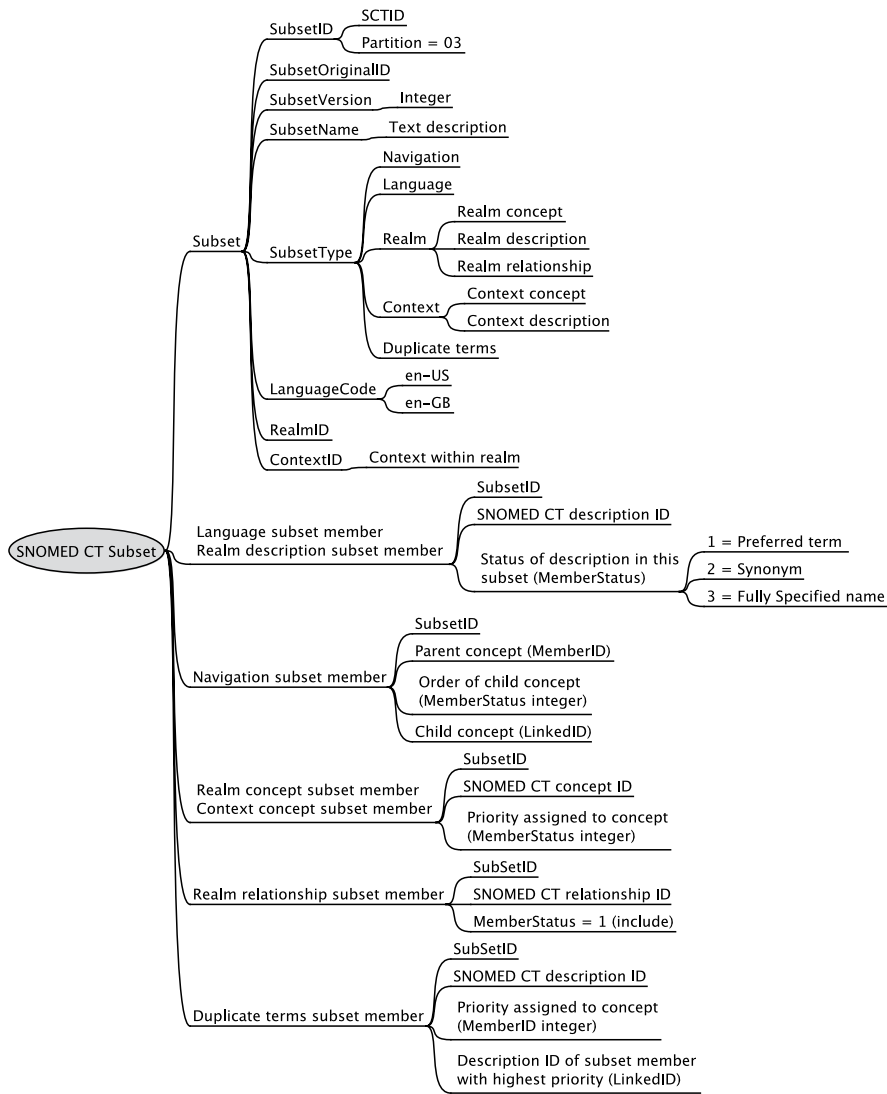 SNOMED CT Subset
Subset
SubsetID
SCTID
Partition = 03
SubsetOriginalID
SubsetVersion
Integer
SubsetName
Text description
SubsetType
Navigation
Language
Realm
Realm concept
Realm description
Realm relationship
Context
Context concept
Context description
Duplicate terms
LanguageCode
en-US
en-GB
RealmID
ContextID
Context within realm
Language subset member
Realm description subset member
SubsetID
SNOMED CT description ID
Status of description in this
subset (MemberStatus)
1 = Preferred term
2 = Synonym
3 = Fully Specified name
Navigation subset member
SubsetID
Parent concept (MemberID)
Order of child concept
(MemberStatus integer)
Child concept (LinkedID)
Realm concept subset member
Context concept subset member
SubsetID
SNOMED CT concept ID
Priority assigned to concept
(MemberStatus integer)
Realm relationship subset member
SubSetID
SNOMED CT relationship ID
MemberStatus = 1 (include)
Duplicate terms subset member
SubSetID
SNOMED CT description ID
Priority assigned to concept
(MemberID integer)
Description ID of subset member
with highest priority (LinkedID)